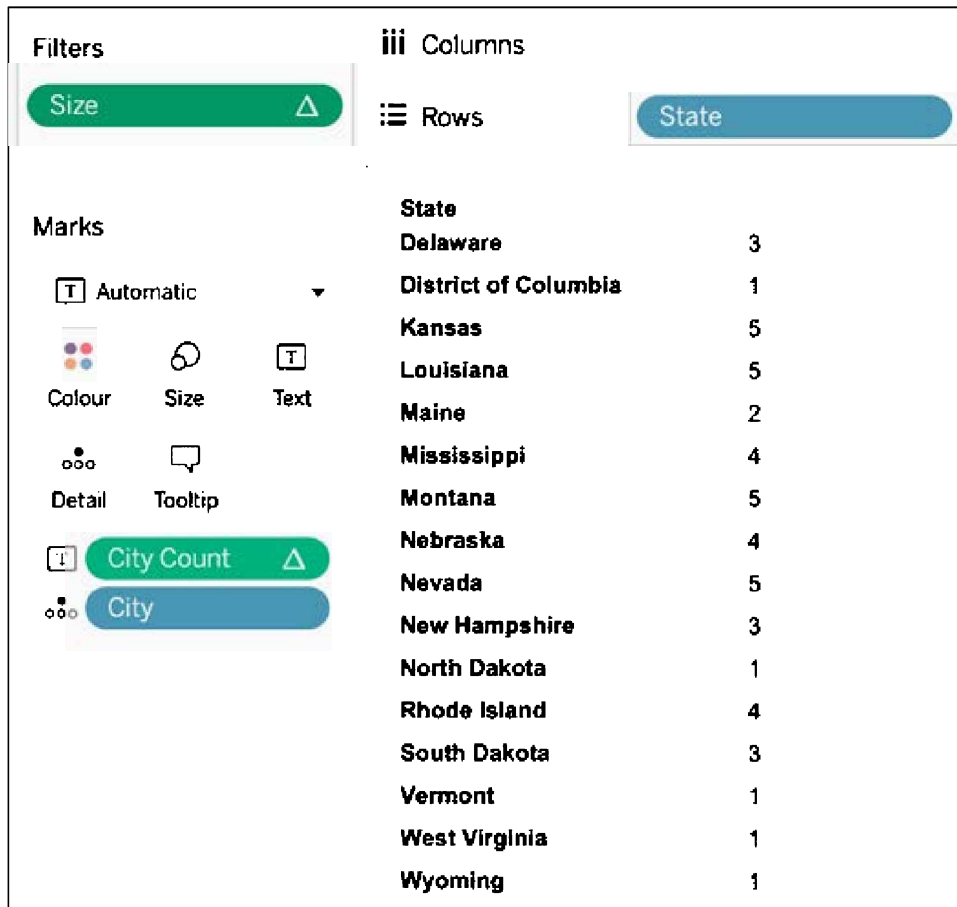 Filters
Size Δ
iii Columns
Rows State
Marks
T Automatic
Colour Size T Text
Detail Tooltip
T City Count Δ
City
State
Delaware 3
District of Columbia 1
Kansas 5
Louisiana 5
Maine 2
Mississippi 4
Montana 5
Nebraska 4
Nevada 5
New Hampshire 3
North Dakota 1
Rhode Island 4
South Dakota 3
Vermont 1
West Virginia 1
Wyoming 1